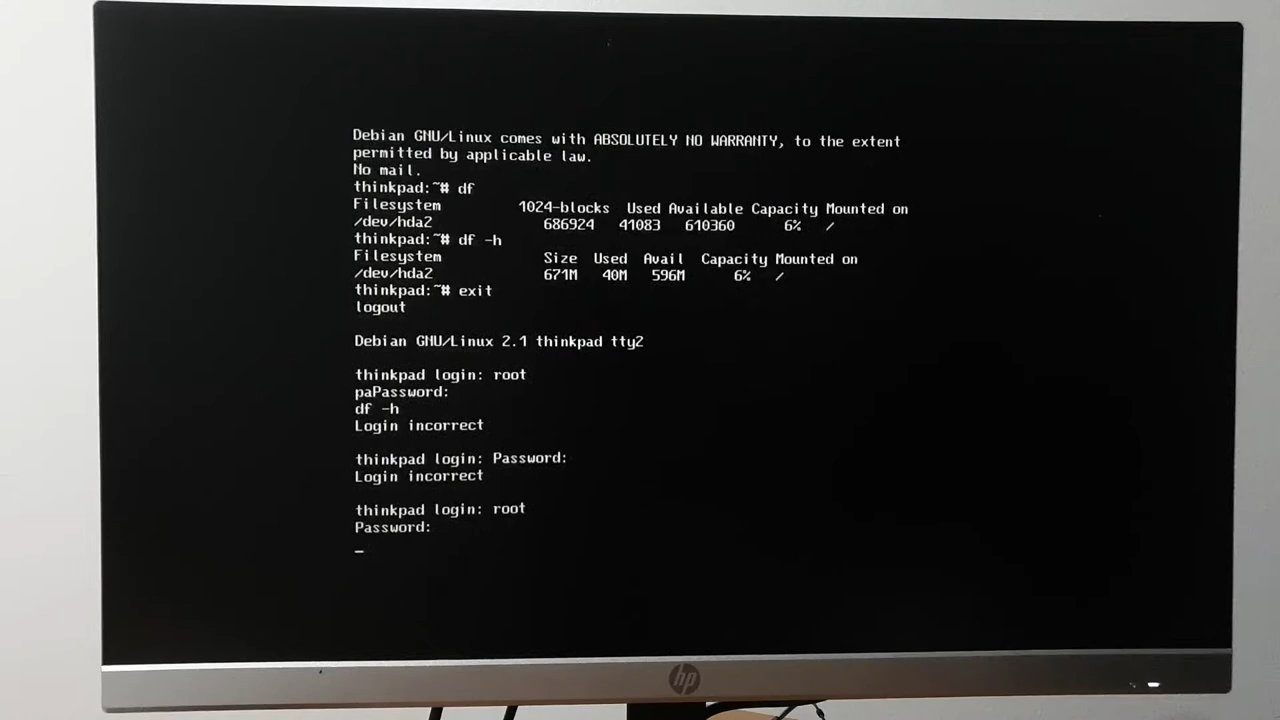 Debian GNU/Linux comes with ABSOLUTELY NO WARRANTY, to the extent
permitted by applicable law.
No mail.
thinkpad:~# df
Filesystem 1024-blocks Used Available Capacity Mounted on
/dev/hda2 686924 41083 610360 6% /
thinkpad:~# df -h
Filesystem Size Used Avail Capacity Mounted on
/dev/hda2 671M 40M 596M 6% /
thinkpad:~# exit
logout
Debian GNU/Linux 2.1 thinkpad tty2
thinkpad login: root
paPassword:
df -h
Login incorrect
thinkpad login: Password:
Login incorrect
thinkpad login: root
Password:
_
hp